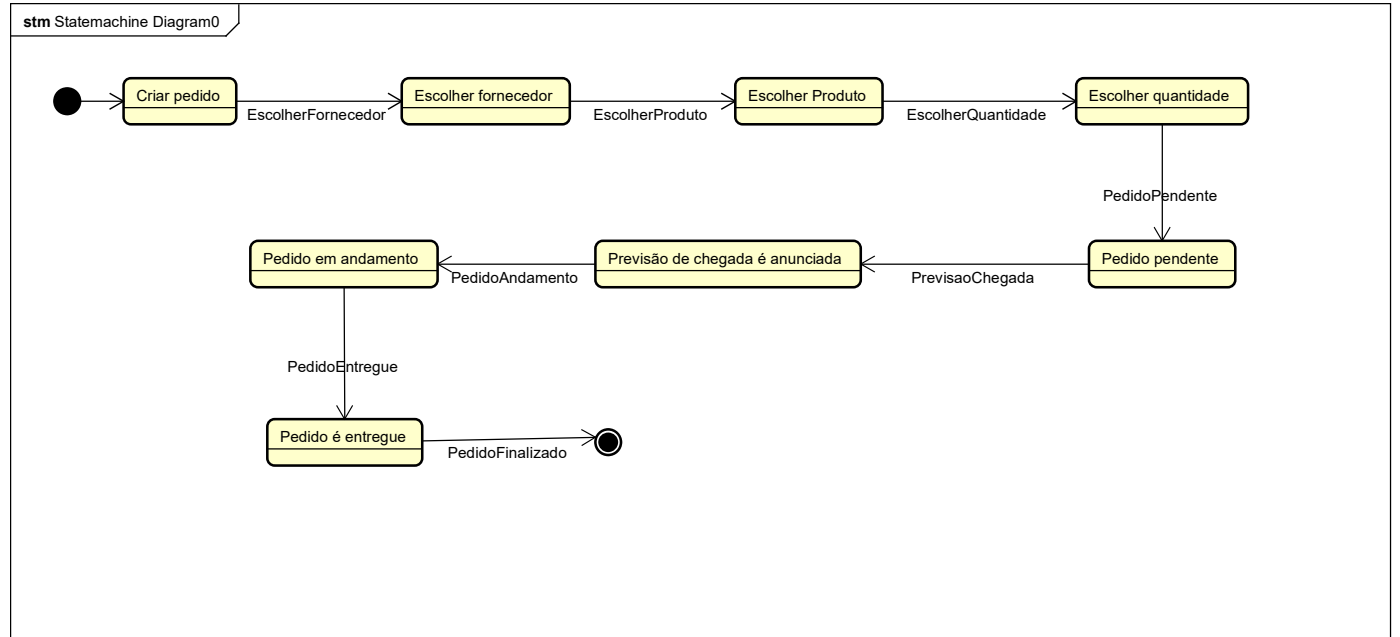 stm Statemachine Diagram0
Criar pedido
EscolherFornecedor
Escolher fornecedor
EscolherProduto
Escolher Produto
EscolherQuantidade
Escolher quantidade
PedidoPendente
Pedido pendente
PrevisaoChegada
Previsão de chegada é anunciada
PedidoAndamento
Pedido em andamento
PedidoEntregue
Pedido é entregue
PedidoFinalizado